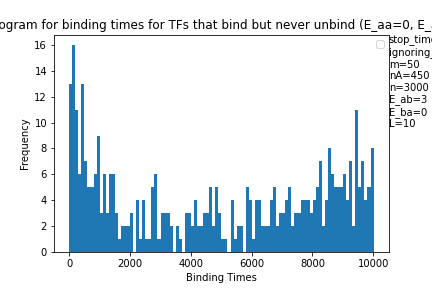 ogram for binding times for TFs that bind but never unbind (E_aa=0, E_
stop_time
ignoring_
m=50
nA=450
n=3000
E_ab=3
E_ba=0
L=10
16
14
12
10
8
6
4
2
0
Frequency
0 2000 4000 6000 8000 10000
Binding Times